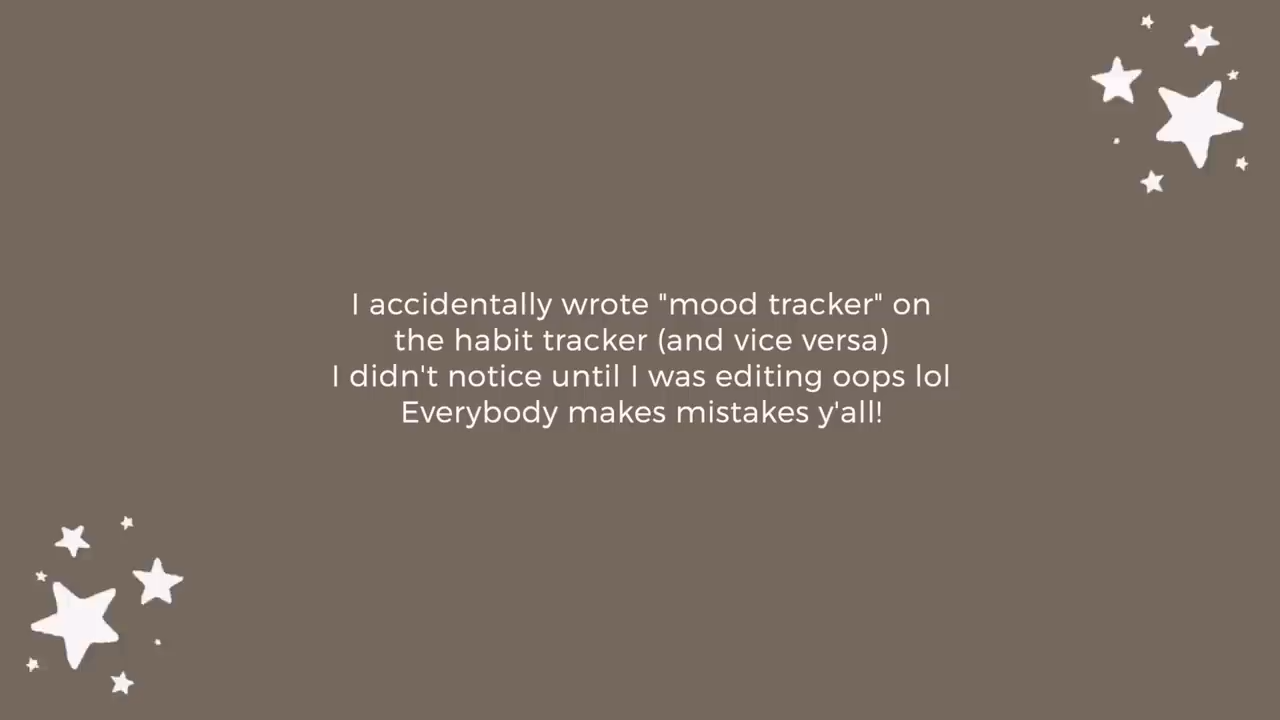 I accidentally wrote "mood tracker" on
the habit tracker (and vice versa)
I didn't notice until I was editing oops lol
Everybody makes mistakes y'all!